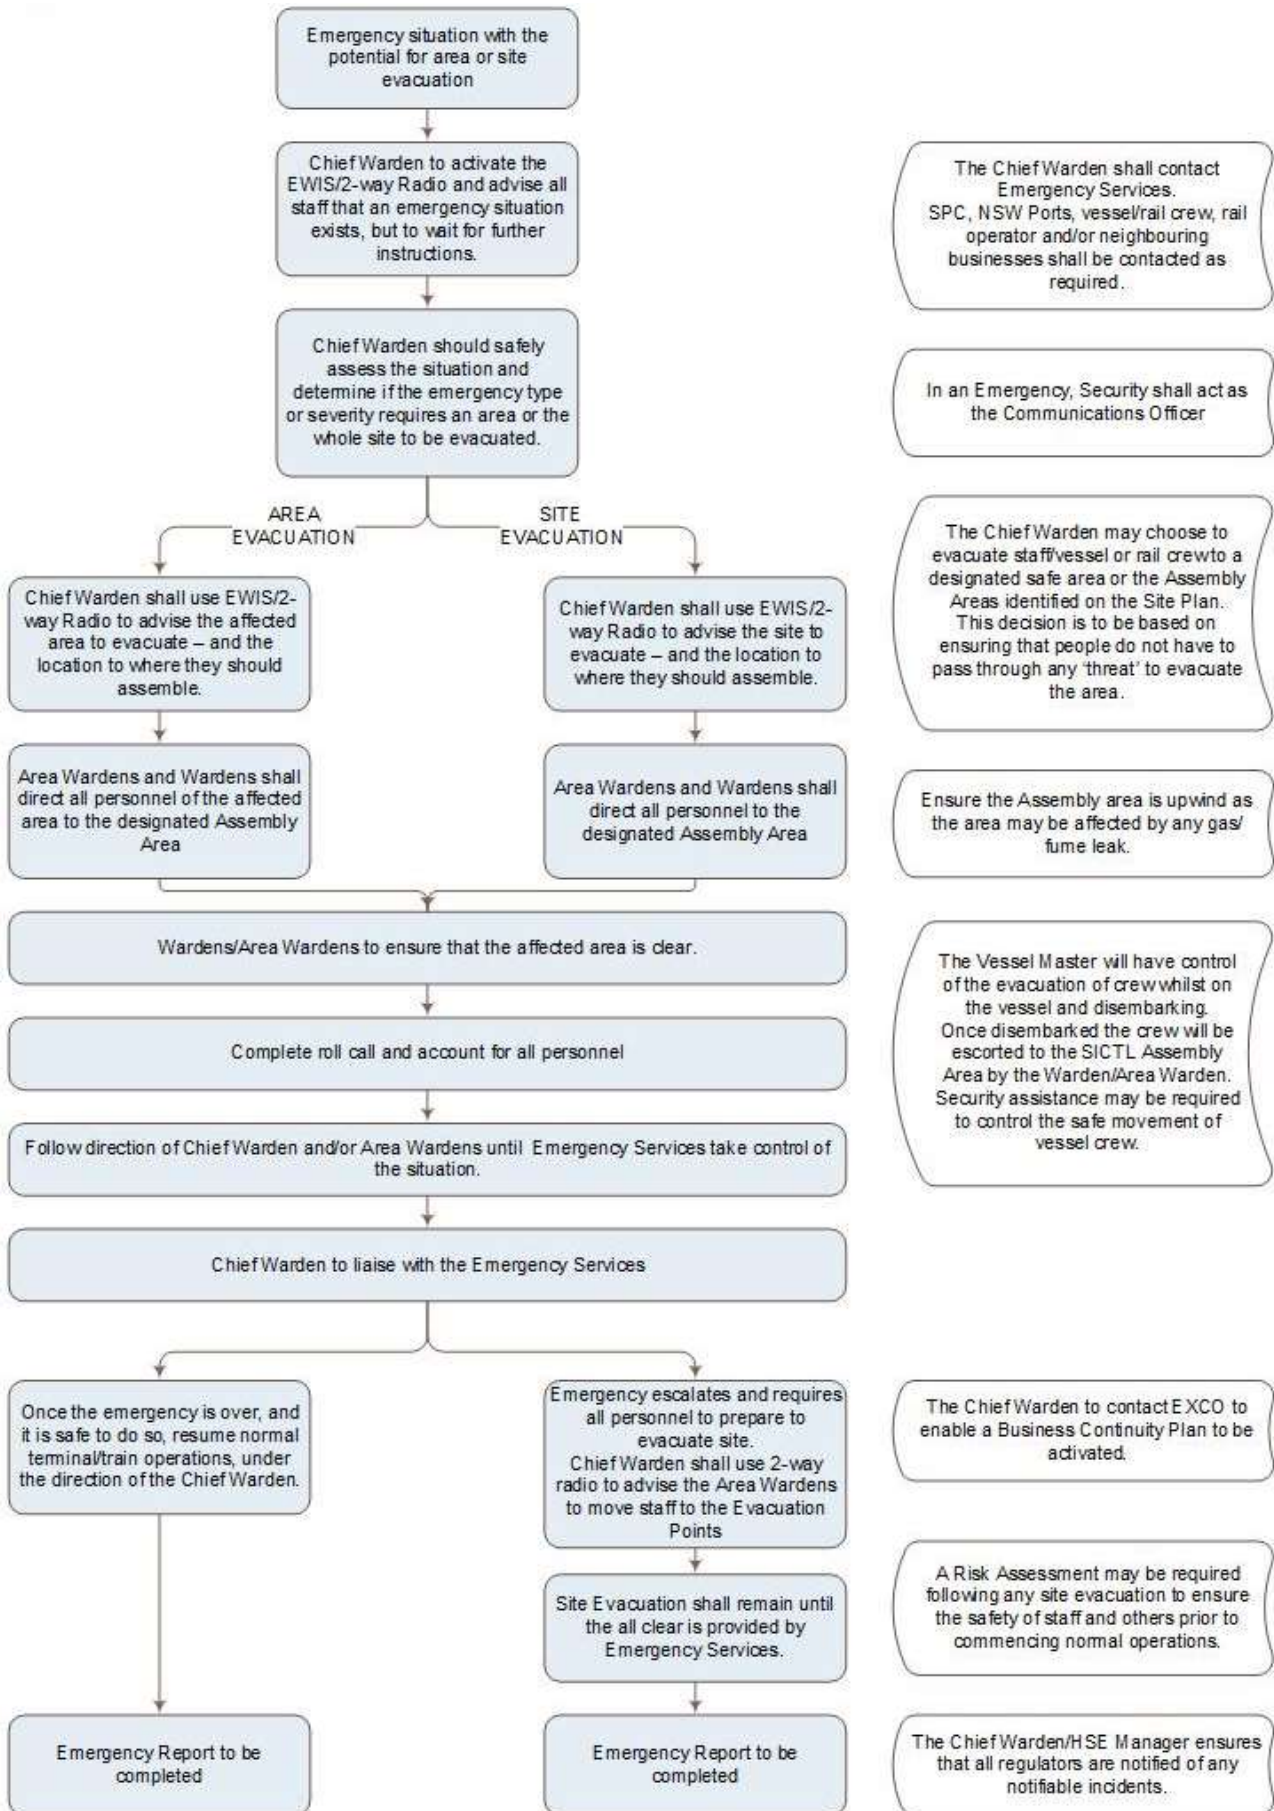 Emergency situation with the
potential for area or site
evacuation
Chief Warden to activate the
EWIS/2-way Radio and advise all
staff that an emergency situation
exists, but to wait for further
instructions.
The Chief Warden shall contact
Emergency Services.
SPC, NSW Ports, vessel/rail crew, rail
operator and/or neighbouring
businesses shall be contacted as
required.
Chief Warden should safely
assess the situation and
determine if the emergency type
or severity requires an area or the
whole site to be evacuated.
In an Emergency, Security shall act as
the Communications Officer
AREA
EVACUATION
SITE
EVACUATION
The Chief Warden may choose to
evacuate staff/vessel or rail crew to a
designated safe area or the Assembly
Areas identified on the Site Plan.
This decision is to be based on
ensuring that people do not have to
pass through any ‘threat’ to evacuate
the area.
Chief Warden shall use EWIS/2-
way Radio to advise the affected
area to evacuate – and the
location to where they should
assemble.
Chief Warden shall use EWIS/2-
way Radio to advise the site to
evacuate – and the location to
where they should assemble.
Area Wardens and Wardens shall
direct all personnel of the affected
area to the designated Assembly
Area
Area Wardens and Wardens shall
direct all personnel to the
designated Assembly Area
Ensure the Assembly area is upwind as
the area may be affected by any gas/
fume leak.
Wardens/Area Wardens to ensure that the affected area is clear.
The Vessel Master will have control
of the evacuation of crew whilst on
the vessel and disembarking.
Once disembarked the crew will be
escorted to the SICTL Assembly
Area by the Warden/Area Warden.
Security assistance may be required
to control the safe movement of
vessel crew.
Complete roll call and account for all personnel
Follow direction of Chief Warden and/or Area Wardens until Emergency Services take control of
the situation.
Chief Warden to liaise with the Emergency Services
Once the emergency is over, and
it is safe to do so, resume normal
terminal/train operations, under
the direction of the Chief Warden.
Emergency escalates and requires
all personnel to prepare to
evacuate site.
Chief Warden shall use 2-way
radio to advise the Area Wardens
to move staff to the Evacuation
Points
The Chief Warden to contact EXCO to
enable a Business Continuity Plan to be
activated.
Site Evacuation shall remain until
the all clear is provided by
Emergency Services.
A Risk Assessment may be required
following any site evacuation to ensure
the safety of staff and others prior to
commencing normal operations.
Emergency Report to be
completed
Emergency Report to be
completed
The Chief Warden/HSE Manager ensures
that all regulators are notified of any
notifiable incidents.